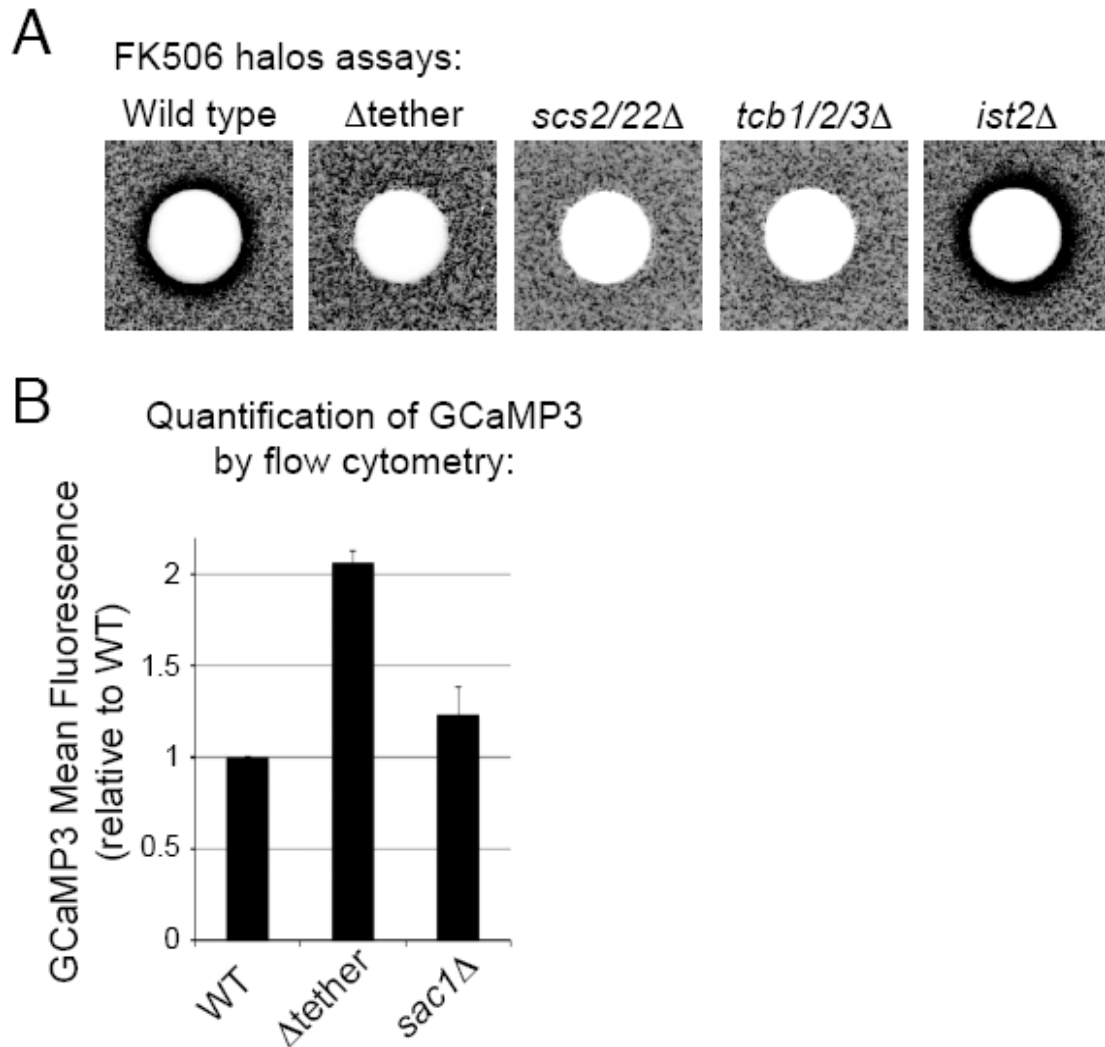 A
FK506 halos assays:
Wild type Δtether scs2/22Δ tcb1/2/3Δ ist2Δ
B
Quantification of GCaMP3
by flow cytometry:
GCaMP3 Mean Fluorescence
(relative to WT)
2
1.5
1
0.5
0
WT Δtether sac1Δ